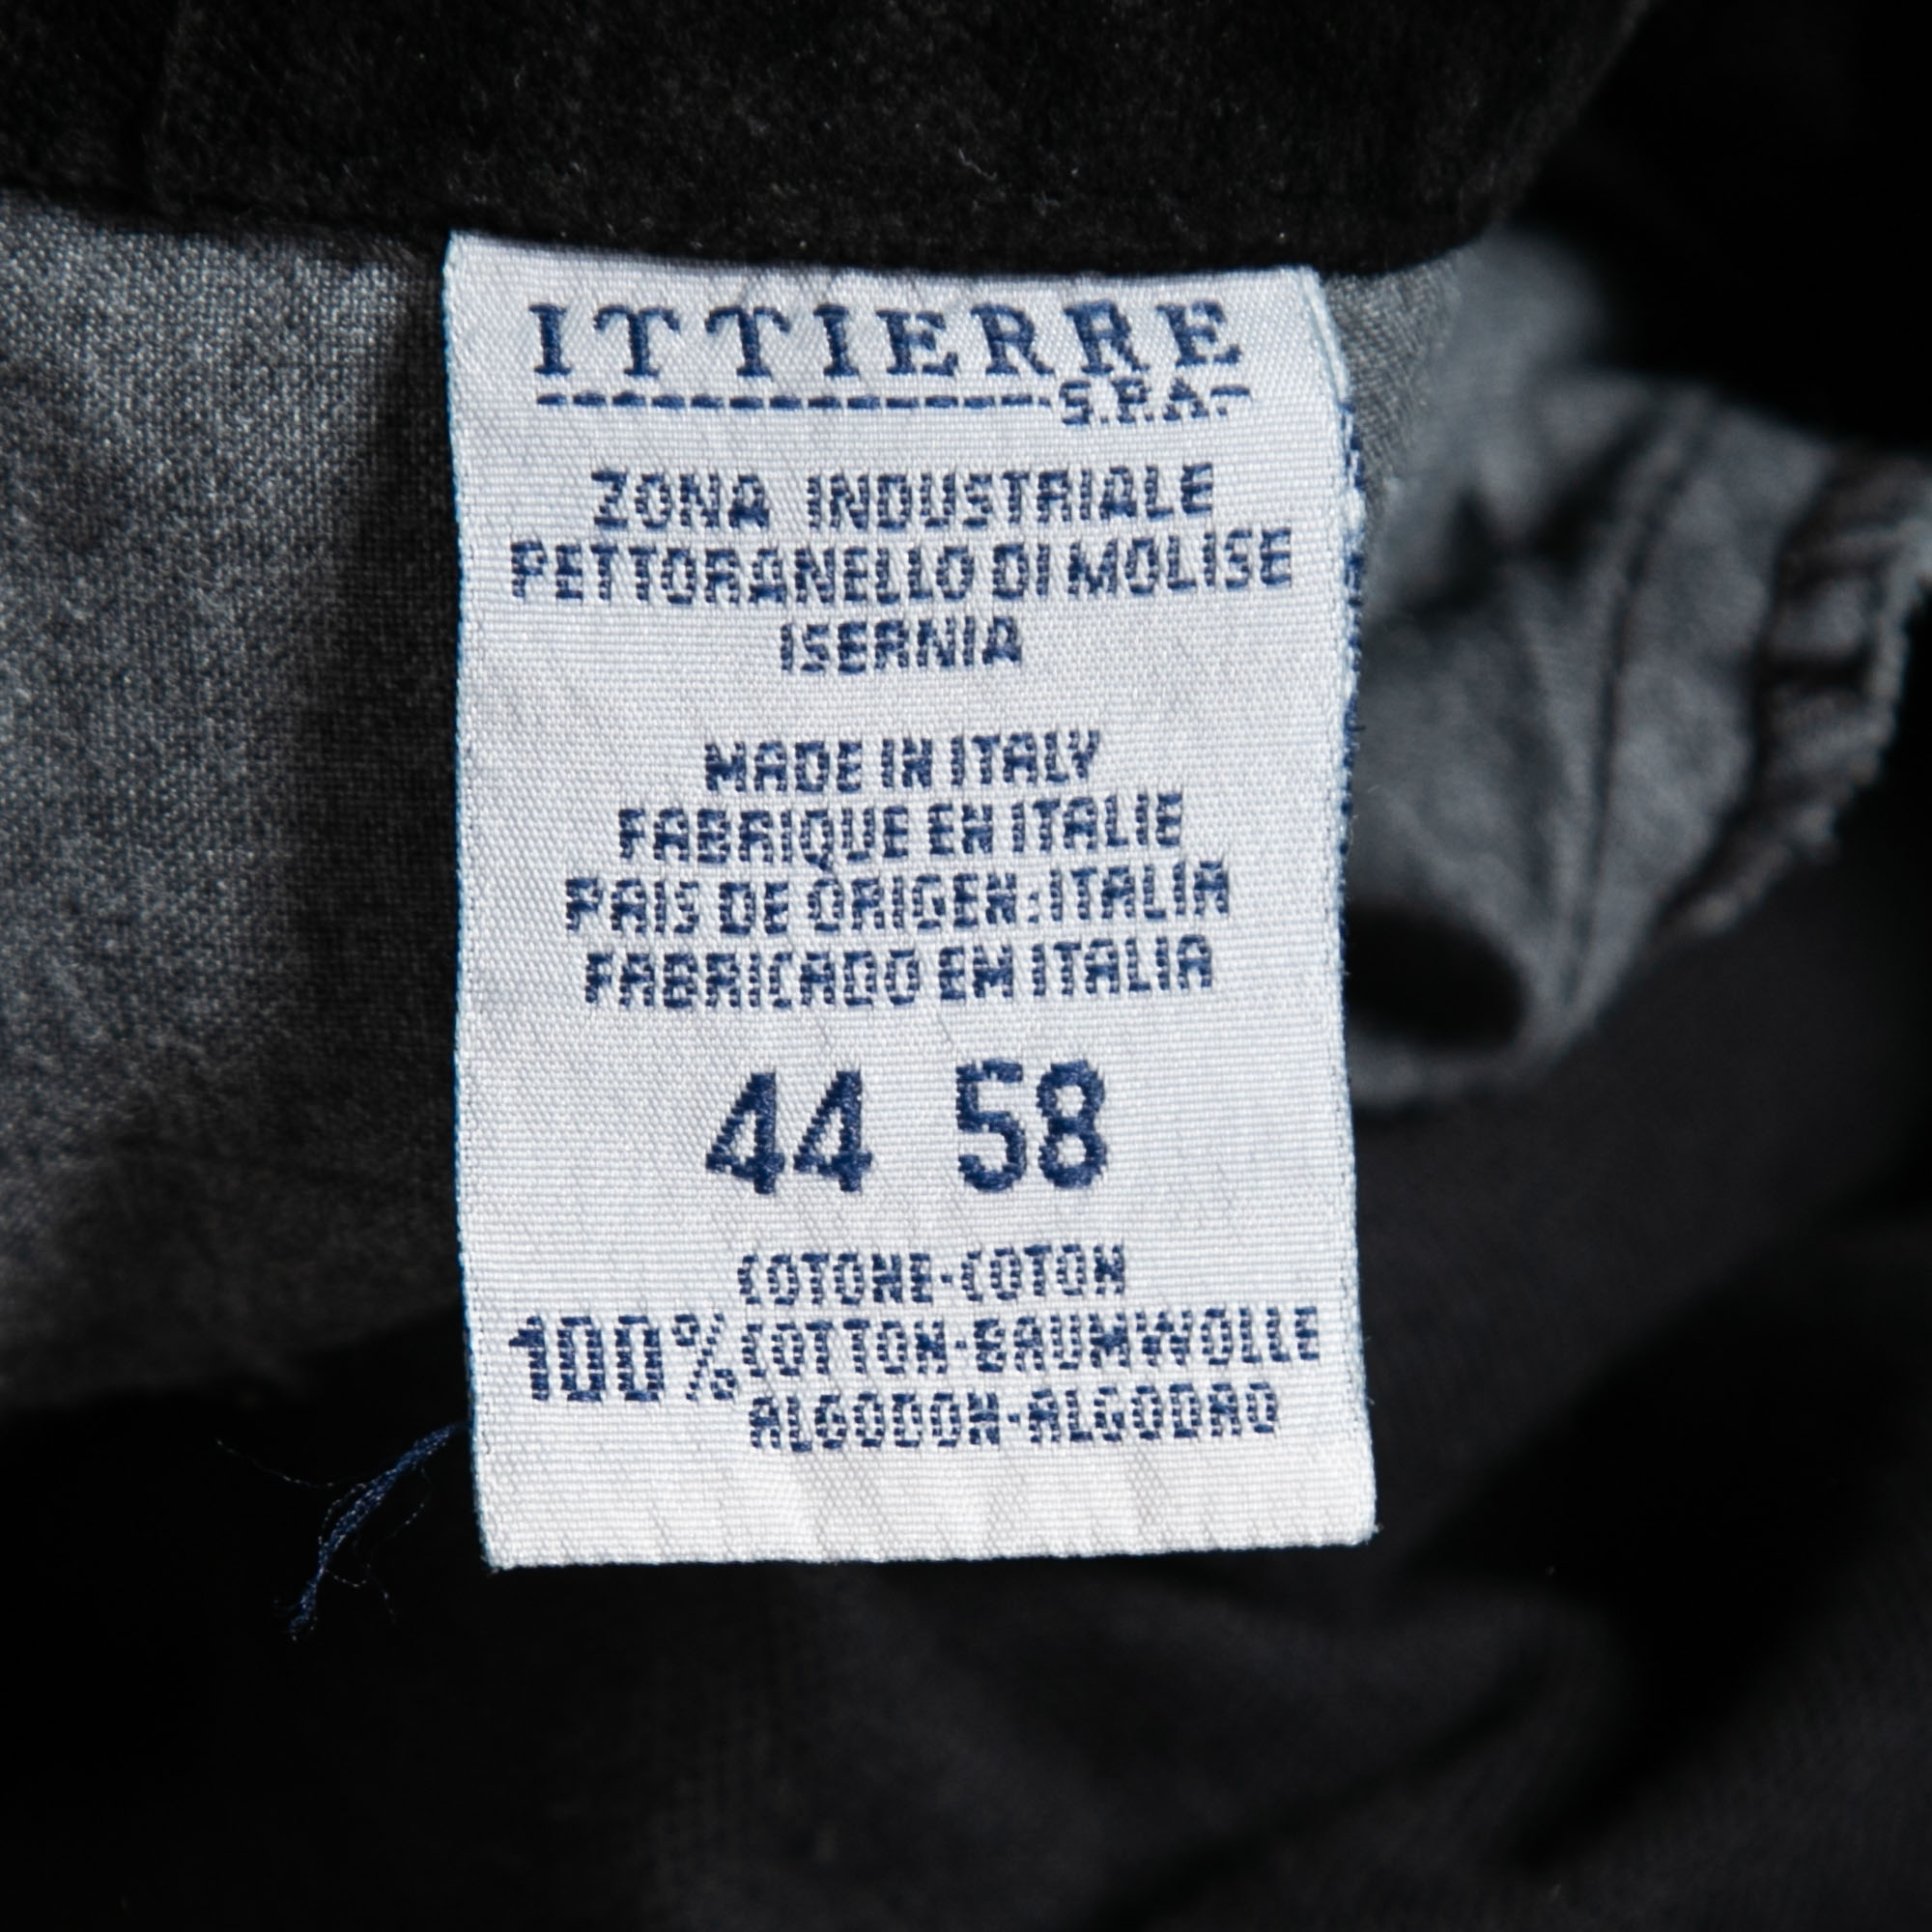 ITTIERRE
S.P.A.
ZONA INDUSTRIALE
PETTORANELLO DI MOLISE
ISERNIA
MADE IN ITALY
FABRIQUE EN ITALIE
PAIS DE ORIGEN:ITALIA
FABRICADO EM ITALIA
44 58
COTONE-COTON
100% COTTON-BAUMWOLLE
ALGODON-ALGODAO